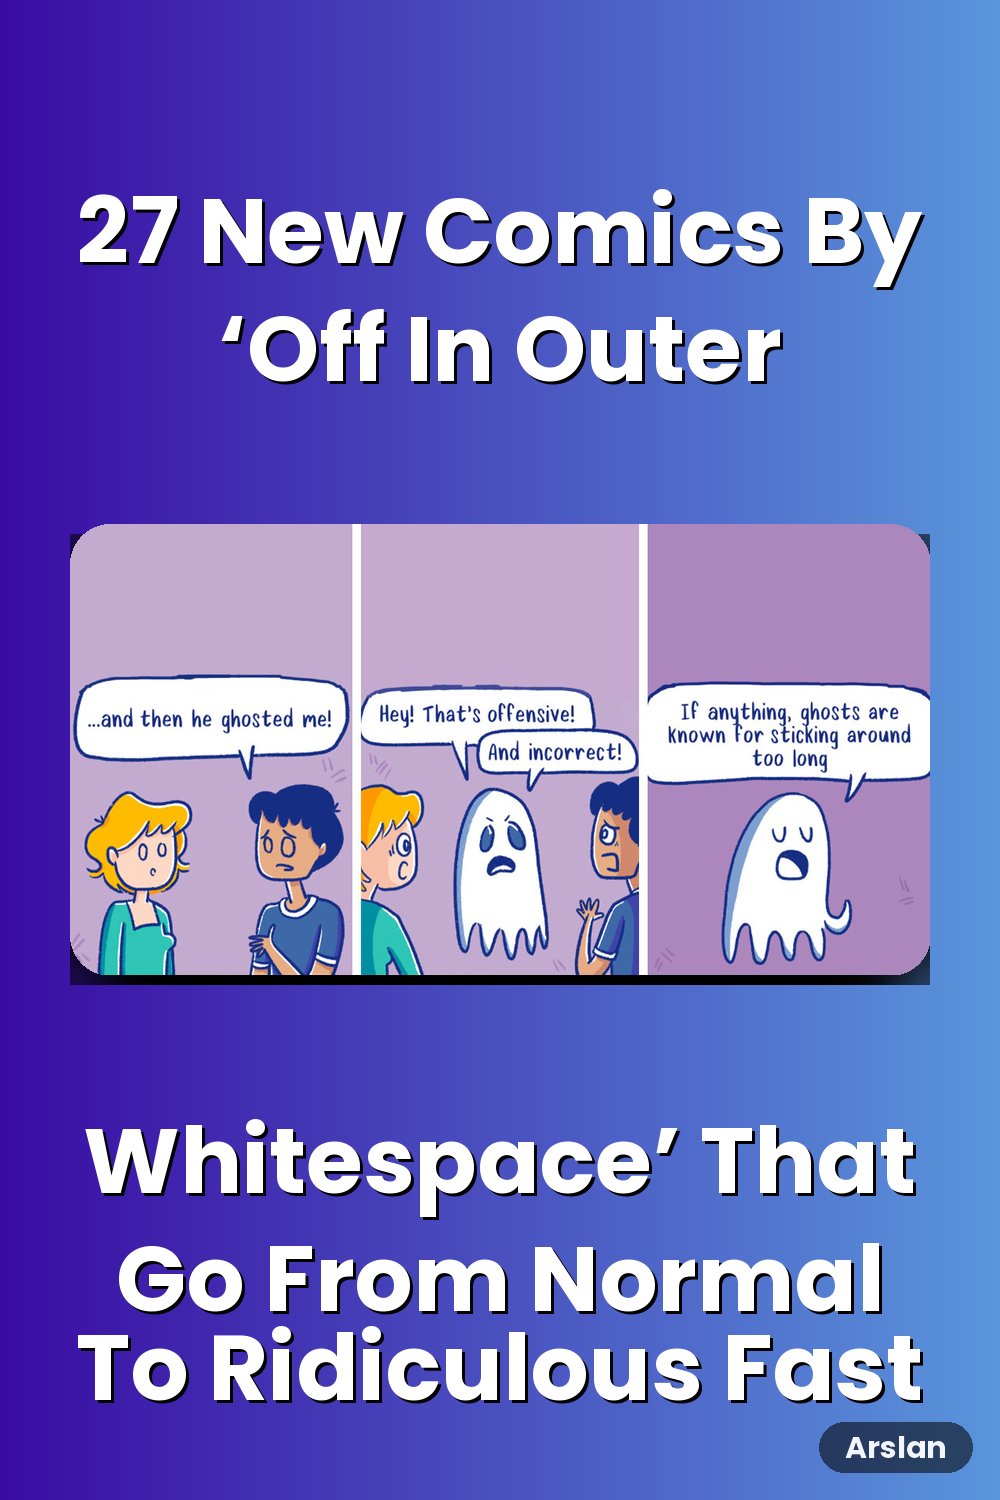 27 New Comics By
‘Off In Outer
...and then he ghosted me!
Hey! That's offensive!
And incorrect!
If anything, ghosts are
known for sticking around
too long
Whitespace’ That
Go From Normal
To Ridiculous Fast
Arslan